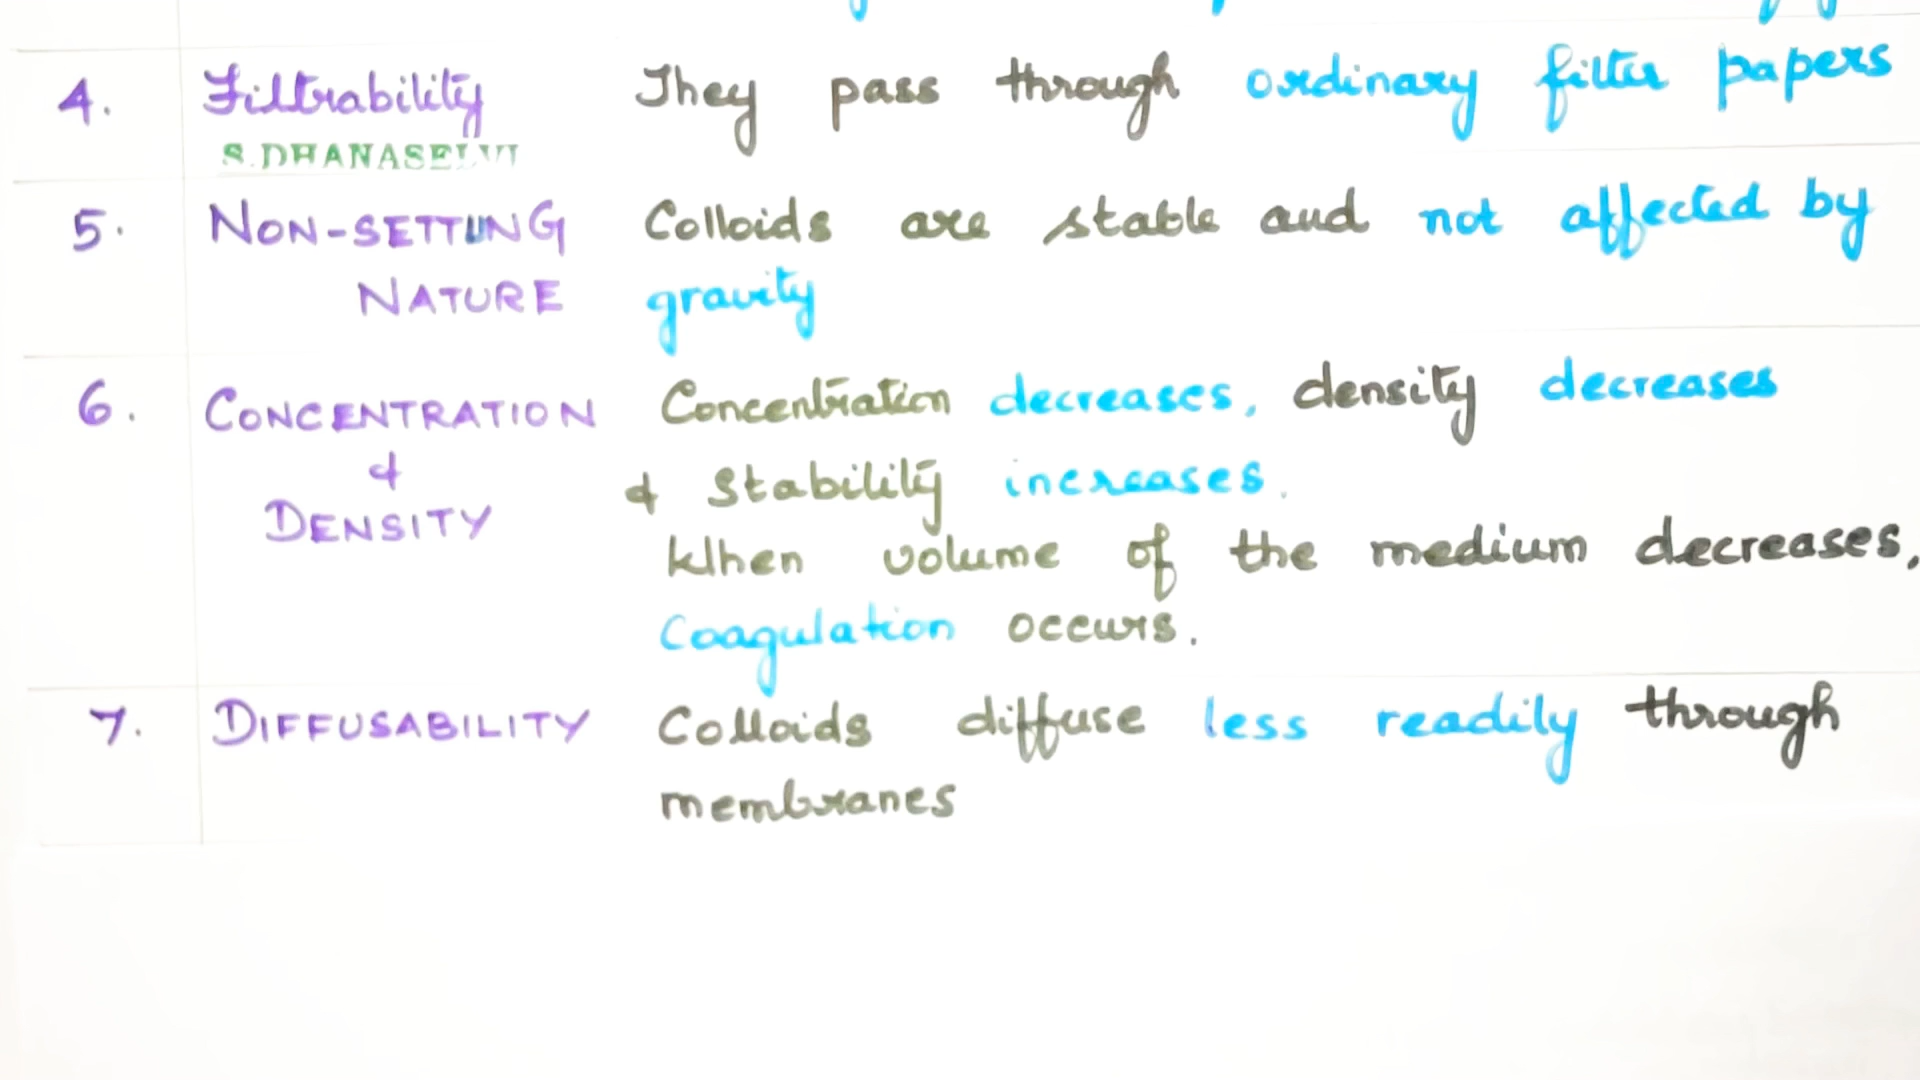 4. Filtrability They pass through ordinary filter papers
S.DHANASELVI
5. NON-SETTLING Colloids are stable and not affected by
NATURE gravity
6. CONCENTRATION Concentration decreases, density decreases
& & Stability increases.
DENSITY When volume of the medium decreases,
Coagulation occurs.
7. DIFFUSABILITY Colloids diffuse less readily through
membranes